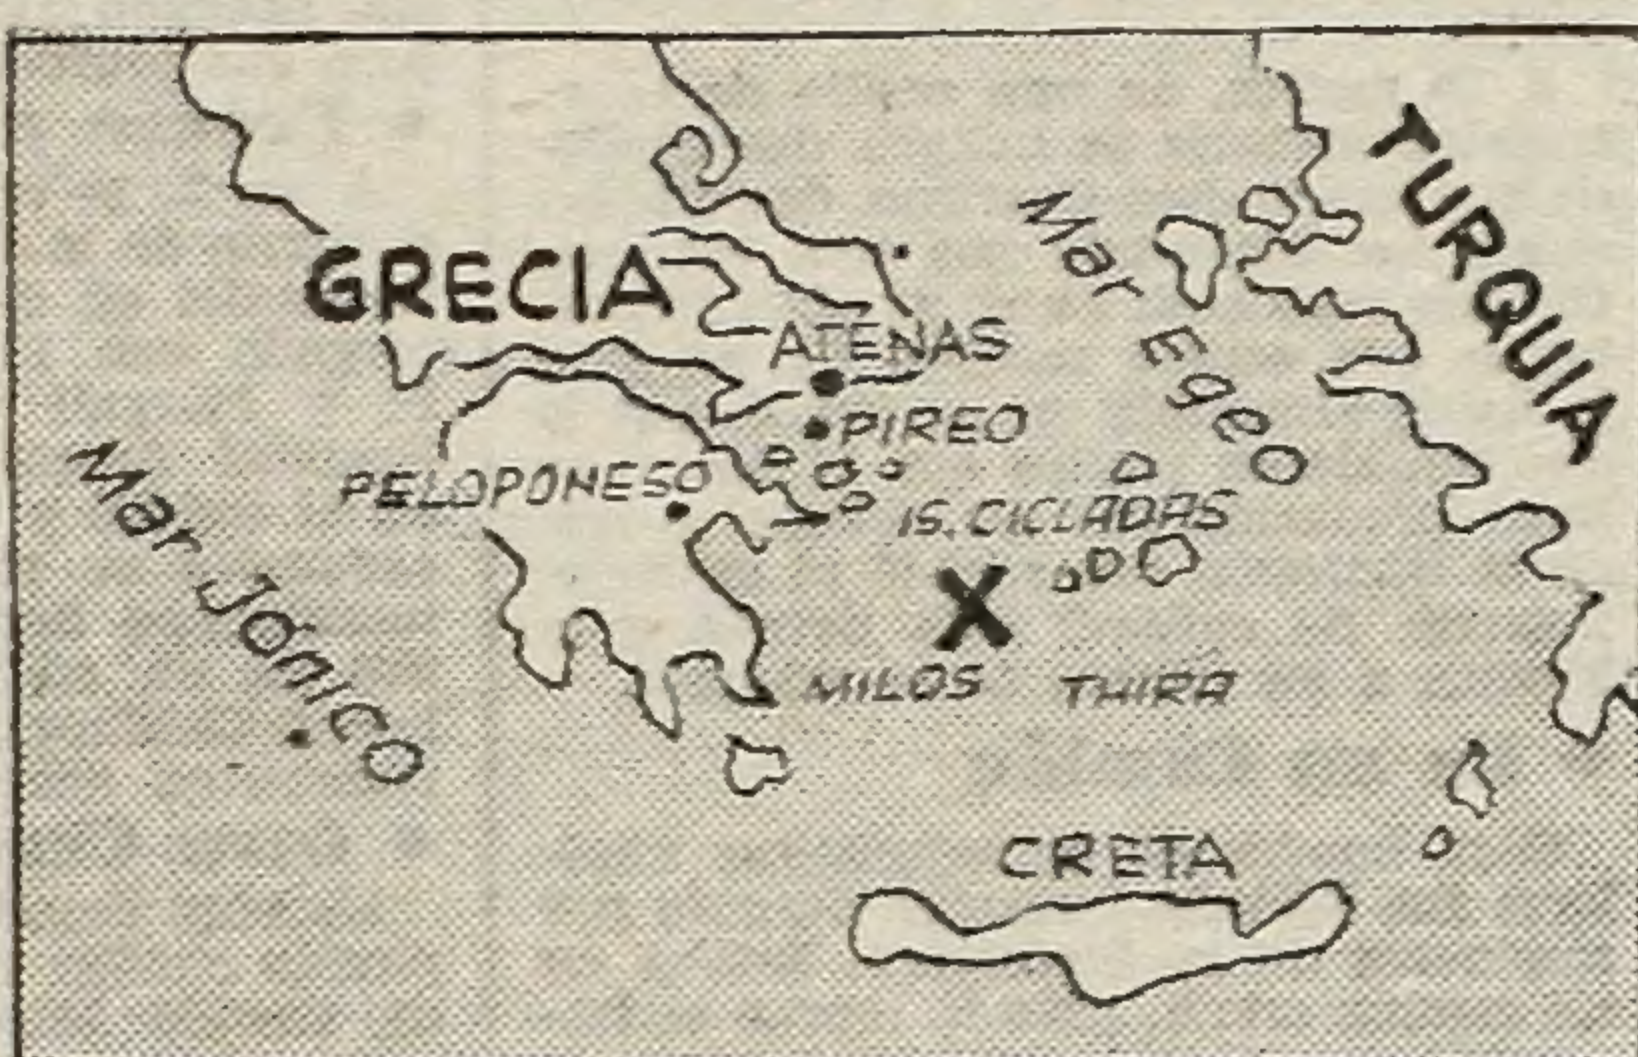 TURQUIA
Mar Egeo
GRECIA
ATENAS
PIREO
PELOPONESO
IS. CICLADAS
Mar Jónico
X
MILOS
THIRA
CRETA